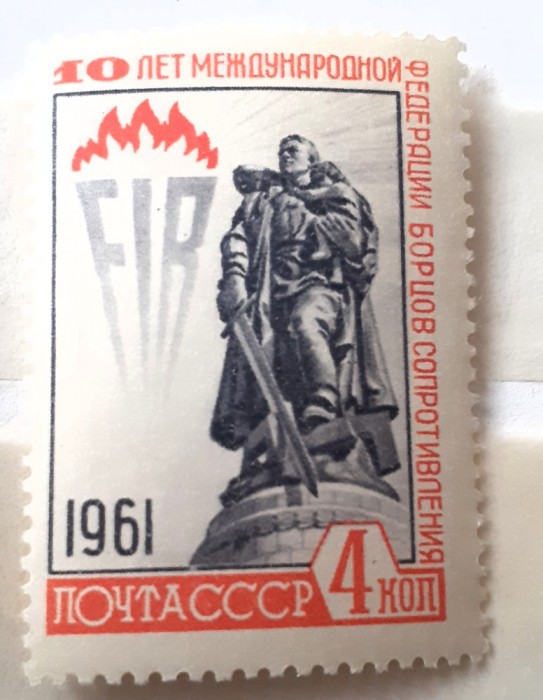 10 ЛЕТ МЕЖДУНАРОДНОЙ
ФЕДЕРАЦИИ БОРЦОВ СОПРОТИВЛЕНИЯ
FIR
1961
ПОЧТА СССР 4 КОП